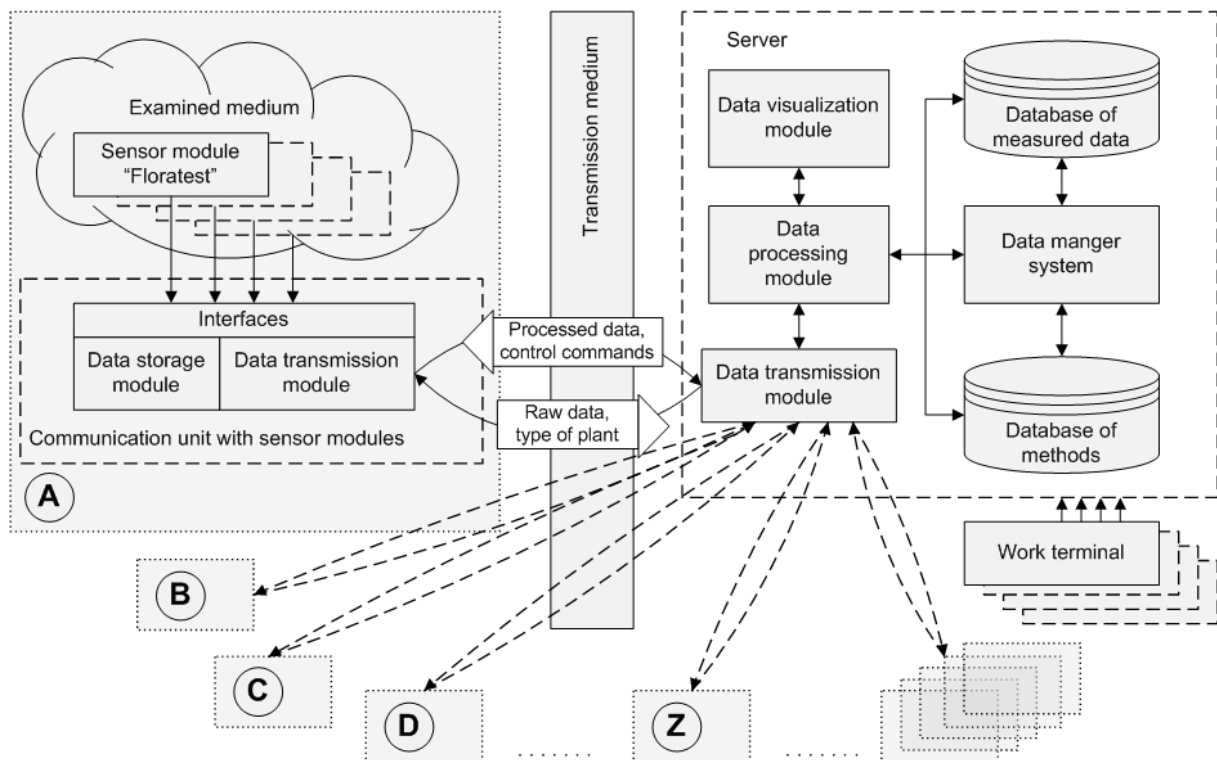 Examined medium
Sensor module
“Floratest”
Interfaces
Data storage
module
Data transmission
module
Communication unit with sensor modules
A
Transmission medium
Processed data,
control commands
Raw data,
type of plant
Server
Data visualization
module
Data
processing
module
Data transmission
module
Database of
measured data
Data manger
system
Database of
methods
Work terminal
B
C
D
. . . . . . .
Z
. . . . . . .